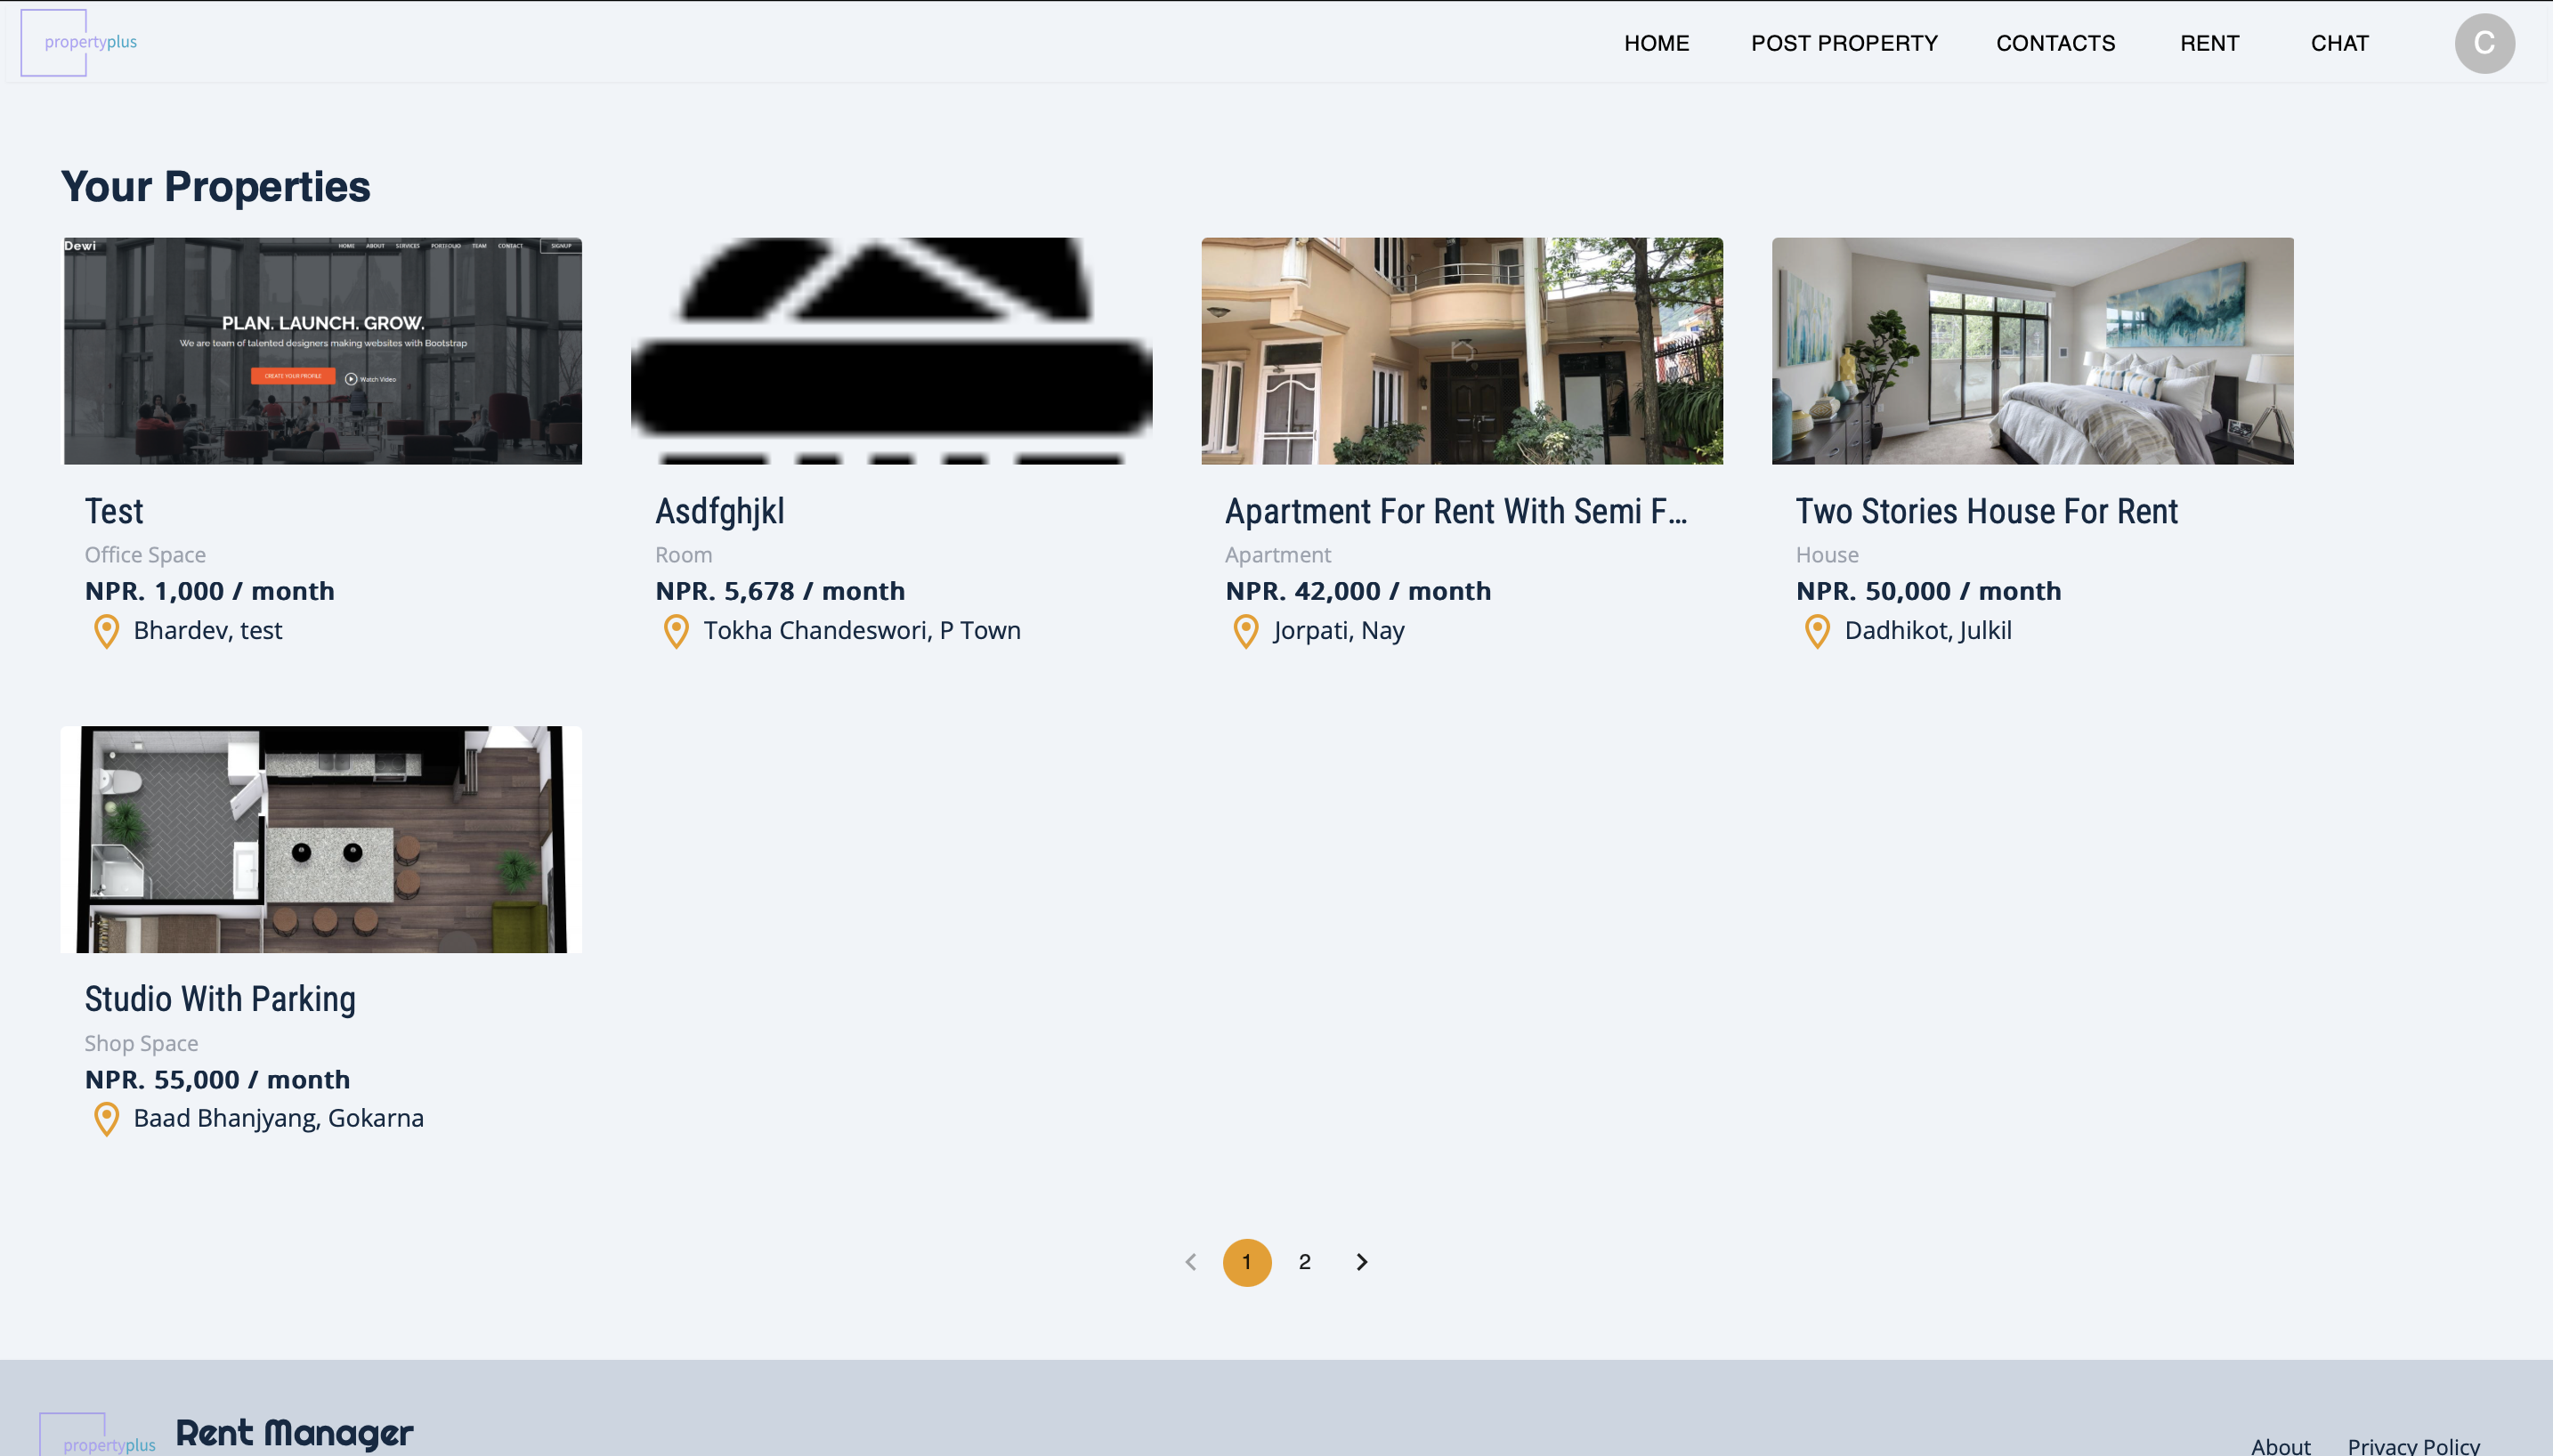 propertyplus
HOME POST PROPERTY CONTACTS RENT CHAT C
Your Properties
Dewi
HOME ABOUT SERVICES PORTFOLIO TEAM CONTACT SIGNUP
PLAN. LAUNCH. GROW.
We are team of talented designers making websites with Bootstrap
CREATE YOUR PROFILE Watch Video
Test
Office Space
NPR. 1,000 / month
Bhardev, test
Asdfghjkl
Room
NPR. 5,678 / month
Tokha Chandeswori, P Town
Apartment For Rent With Semi F...
Apartment
NPR. 42,000 / month
Jorpati, Nay
Two Stories House For Rent
House
NPR. 50,000 / month
Dadhikot, Julkil
Studio With Parking
Shop Space
NPR. 55,000 / month
Baad Bhanjyang, Gokarna
1 2
propertyplus
Rent Manager
About Privacy Policy